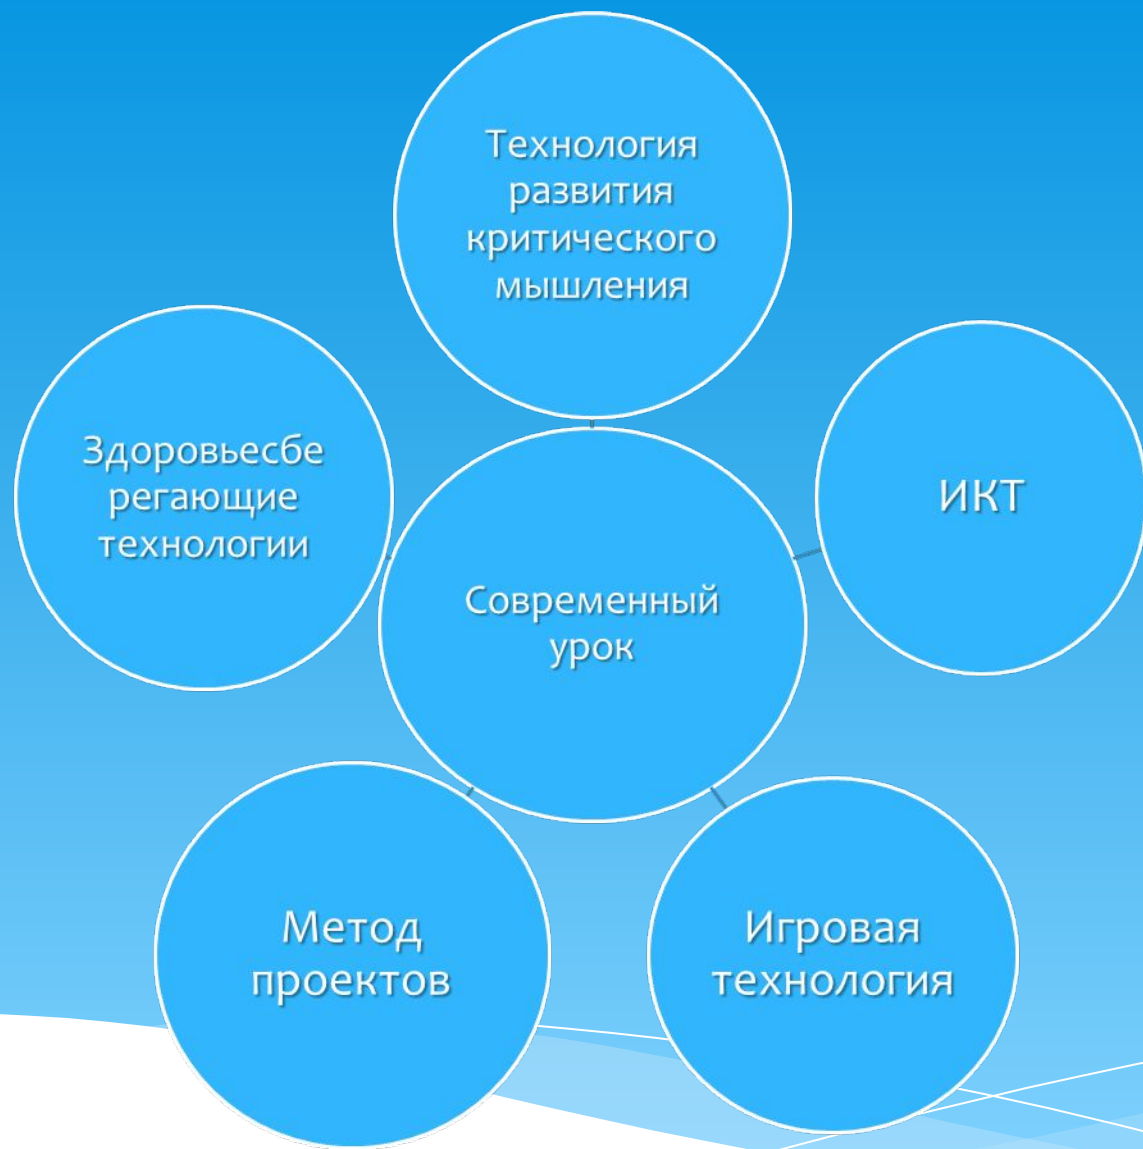 Технология
развития
критического
мышления
Здоровьесбе
регающие
технологии
ИКТ
Современный
урок
Метод
проектов
Игровая
технология